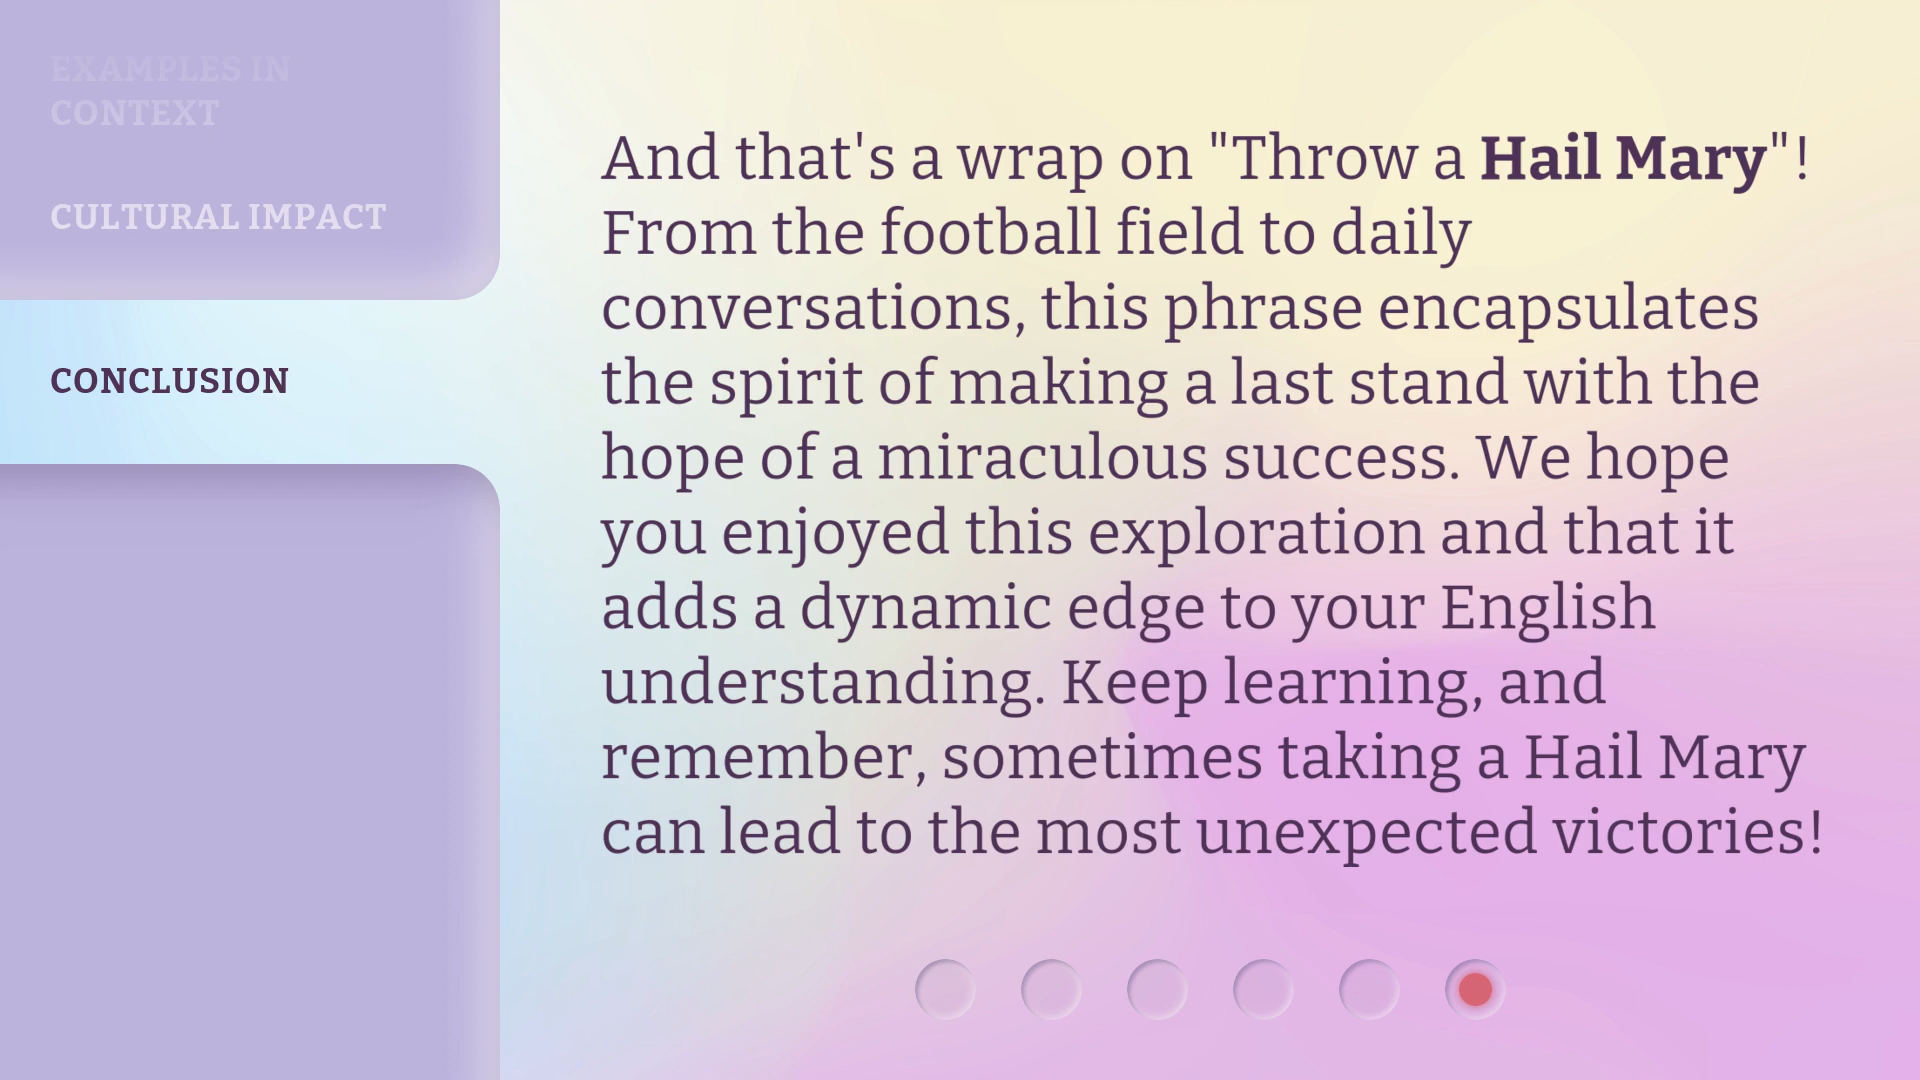 EXAMPLES IN
CONTEXT
CULTURAL IMPACT
CONCLUSION
And that's a wrap on "Throw a Hail Mary"!
From the football field to daily
conversations, this phrase encapsulates
the spirit of making a last stand with the
hope of a miraculous success. We hope
you enjoyed this exploration and that it
adds a dynamic edge to your English
understanding. Keep learning, and
remember, sometimes taking a Hail Mary
can lead to the most unexpected victories!